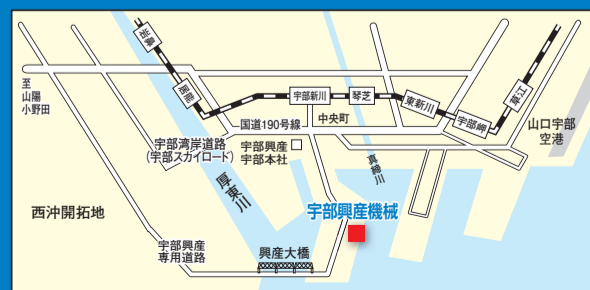 岩鼻
居能
宇部新川
琴芝
東新川
宇部岬
草江
至
山陽
小野田
国道190号線
中央町
山口宇部
空港
宇部湾岸道路
(宇部スカイロード)
宇部興産
宇部本社
真締川
厚東川
西沖開拓地
宇部興産機械
宇部興産
専用道路
興産大橋